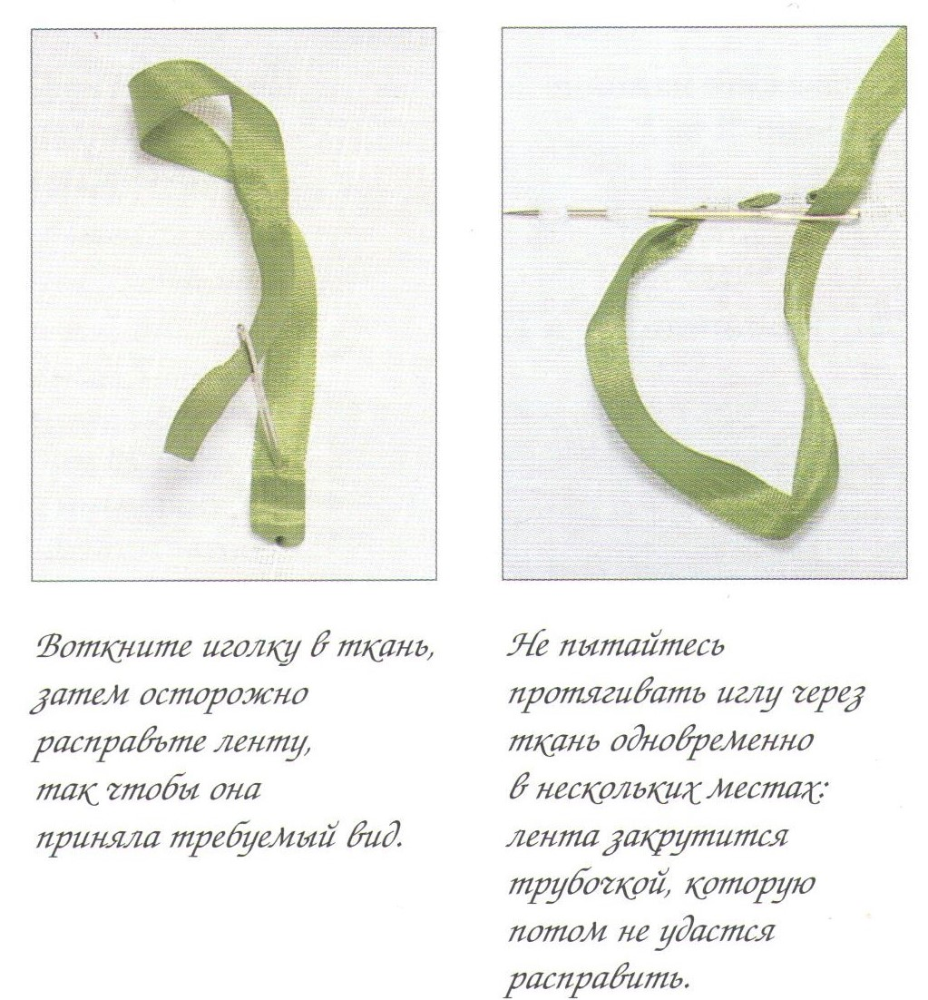 Воткните иголку в ткань,
затем осторожно
расправьте ленту,
так чтобы она
приняла требуемый вид.
Не пытайтесь
протягивать иглу через
ткань одновременно
в нескольких местах:
лента закрутится
трубочкой, которую
потом не удастся
расправить.